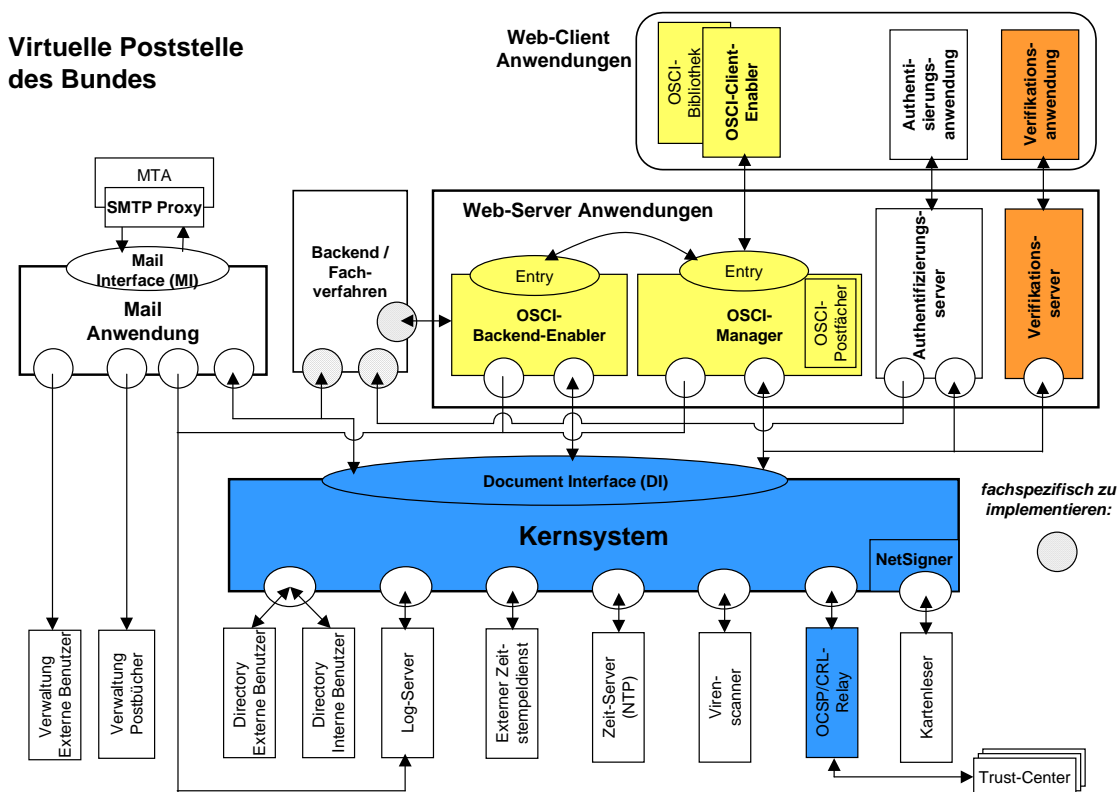 Virtuelle Poststelle
des Bundes
Web-Client
Anwendungen
OSCI-
Bibliothek
OSCI-Client-
Enabler
Authenti-
sierungs-
anwendung
Verifikations-
anwendung
MTA
SMTP Proxy
Mail
Interface (MI)
Mail
Anwendung
Backend /
Fach-
verfahren
Web-Server Anwendungen
Entry
OSCI-
Backend-Enabler
Entry
OSCI-
Manager
OSCI-
Postfächer
Authentifizierungs-
server
Verifikations-
server
Document Interface (DI)
Kernsystem
NetSigner
fachspezifisch zu
implementieren:
Verwaltung
Externe Benutzer
Verwaltung
Postbücher
Directory
Externe Benutzer
Directory
Interne Benutzer
Log-Server
Externer Zeit-
stempeldienst
Zeit-Server
(NTP)
Viren-
scanner
OCSP/CRL-
Relay
Kartenleser
Trust-Center